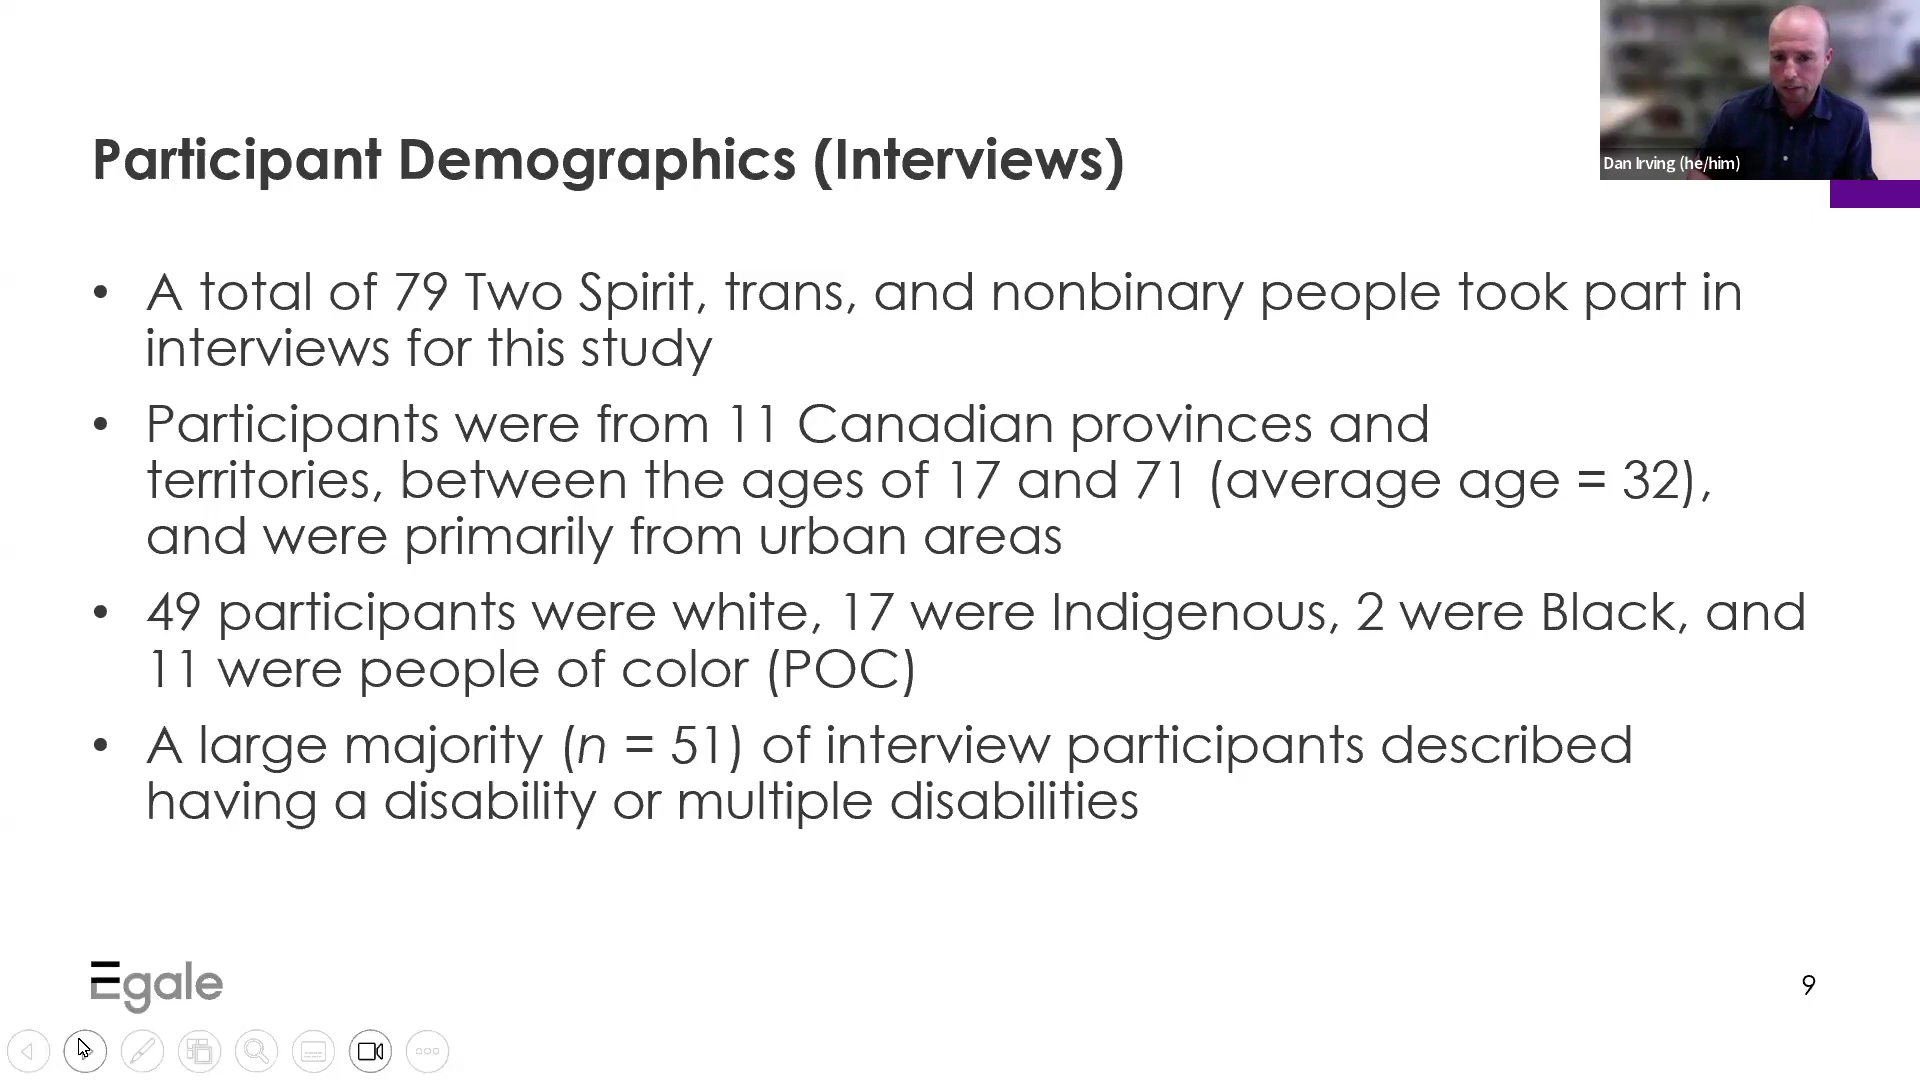 Dan Irving (he/him)
Participant Demographics (Interviews)
• A total of 79 Two Spirit, trans, and nonbinary people took part in
interviews for this study
• Participants were from 11 Canadian provinces and
territories, between the ages of 17 and 71 (average age = 32),
and were primarily from urban areas
• 49 participants were white, 17 were Indigenous, 2 were Black, and
11 were people of color (POC)
• A large majority (n = 51) of interview participants described
having a disability or multiple disabilities
Egale
9